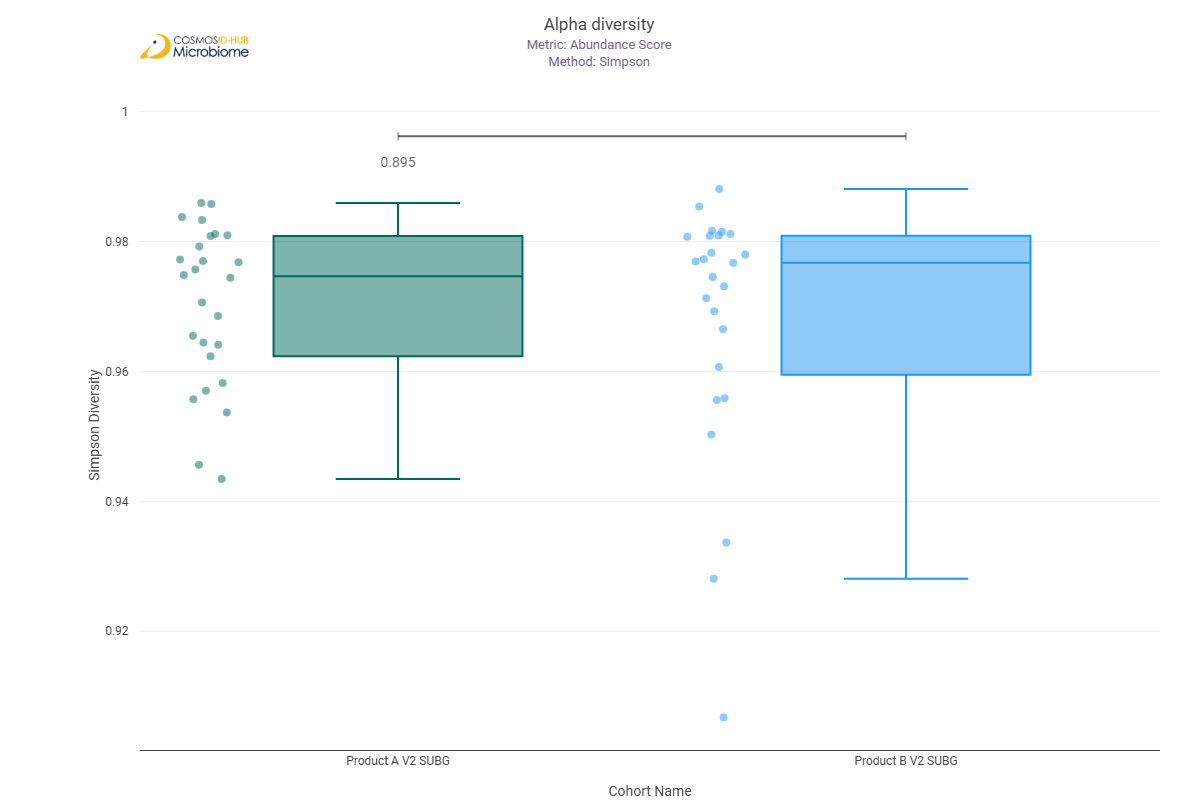 Alpha diversity
Metric: Abundance Score
Method: Simpson
COSMOSID-HUB
Microbiome
1
0.895
0.98
0.96
0.94
0.92
Simpson Diversity
Product A V2 SUBG
Product B V2 SUBG
Cohort Name